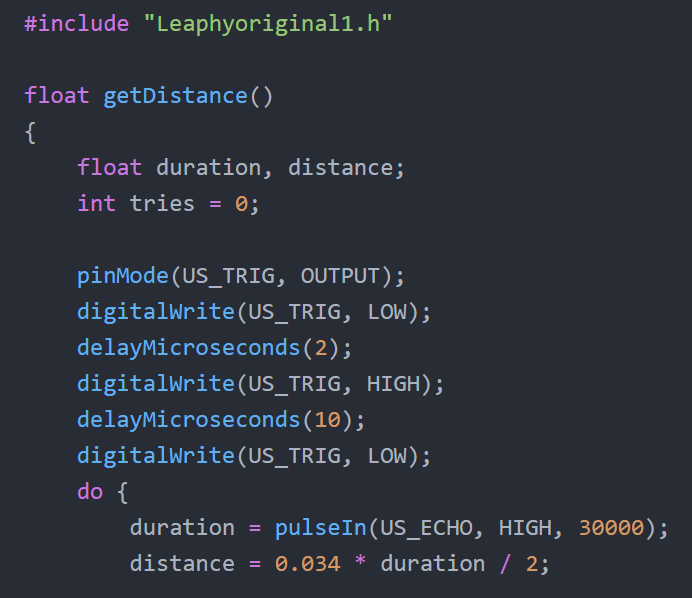 #include "Leaphyoriginal1.h"
float getDistance()
{
float duration, distance;
int tries = 0;
pinMode(US_TRIG, OUTPUT);
digitalWrite(US_TRIG, LOW);
delayMicroseconds(2);
digitalWrite(US_TRIG, HIGH);
delayMicroseconds(10);
digitalWrite(US_TRIG, LOW);
do {
duration = pulseIn(US_ECHO, HIGH, 30000);
distance = 0.034 * duration / 2;